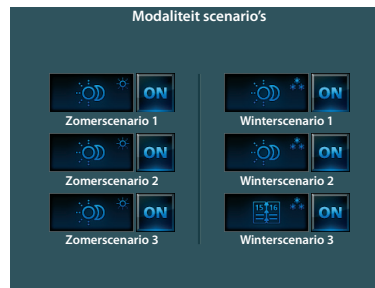 Modaliteit scenario's
ON ON
Zomerscenario 1 Winterscenario 1
ON ON
Zomerscenario 2 Winterscenario 2
ON 15 16 ON
Zomerscenario 3 Winterscenario 3